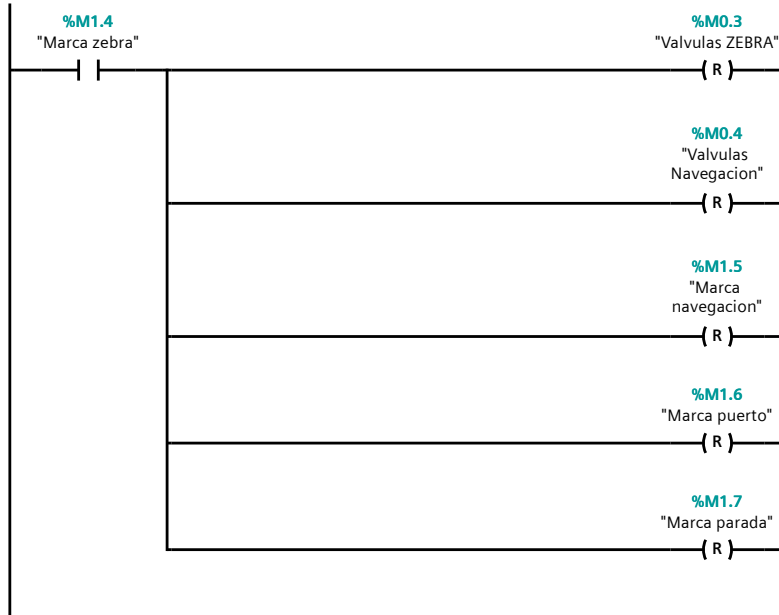 %M1.4
"Marca zebra"
%M0.3
"Valvulas ZEBRA"
( R )
%M0.4
"Valvulas
Navegacion"
( R )
%M1.5
"Marca
navegacion"
( R )
%M1.6
"Marca puerto"
( R )
%M1.7
"Marca parada"
( R )